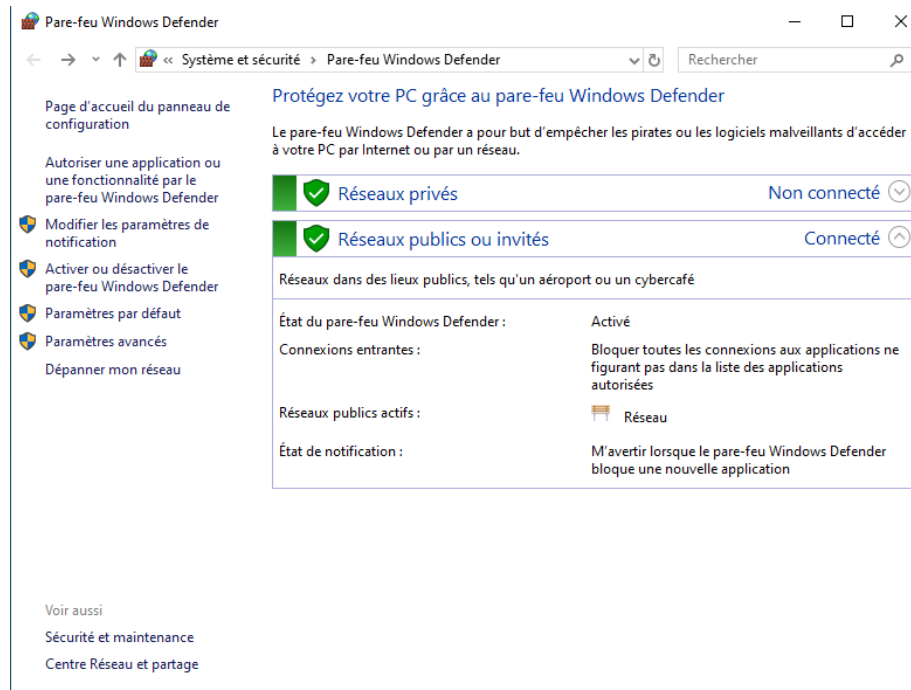 Pare-feu Windows Defender
« Système et sécurité > Pare-feu Windows Defender
Rechercher
Page d'accueil du panneau de
configuration
Autoriser une application ou
une fonctionnalité par le
pare-feu Windows Defender
Modifier les paramètres de
notification
Activer ou désactiver le
pare-feu Windows Defender
Paramètres par défaut
Paramètres avancés
Dépanner mon réseau
Protégez votre PC grâce au pare-feu Windows Defender
Le pare-feu Windows Defender a pour but d'empêcher les pirates ou les logiciels malveillants d'accéder
à votre PC par Internet ou par un réseau.
Réseaux privés Non connecté
Réseaux publics ou invités Connecté
Réseaux dans des lieux publics, tels qu'un aéroport ou un cybercafé
État du pare-feu Windows Defender : Activé
Connexions entrantes : Bloquer toutes les connexions aux applications ne
figurant pas dans la liste des applications
autorisées
Réseaux publics actifs : Réseau
État de notification : M'avertir lorsque le pare-feu Windows Defender
bloque une nouvelle application
Voir aussi
Sécurité et maintenance
Centre Réseau et partage